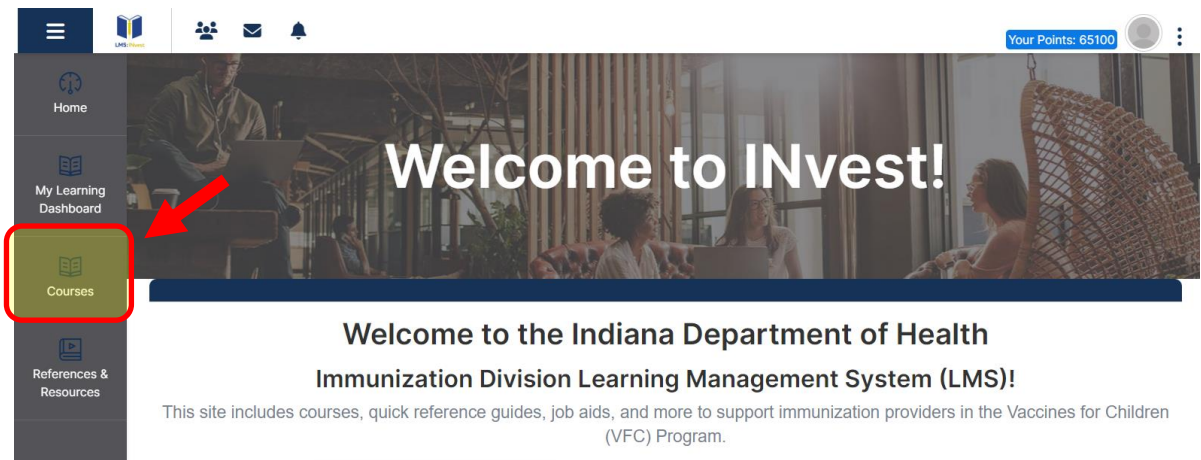 LMS: INvest
Your Points: 65100
Home
My Learning
Dashboard
Courses
References &
Resources
Welcome to INvest!
Welcome to the Indiana Department of Health
Immunization Division Learning Management System (LMS)!
This site includes courses, quick reference guides, job aids, and more to support immunization providers in the Vaccines for Children
(VFC) Program.